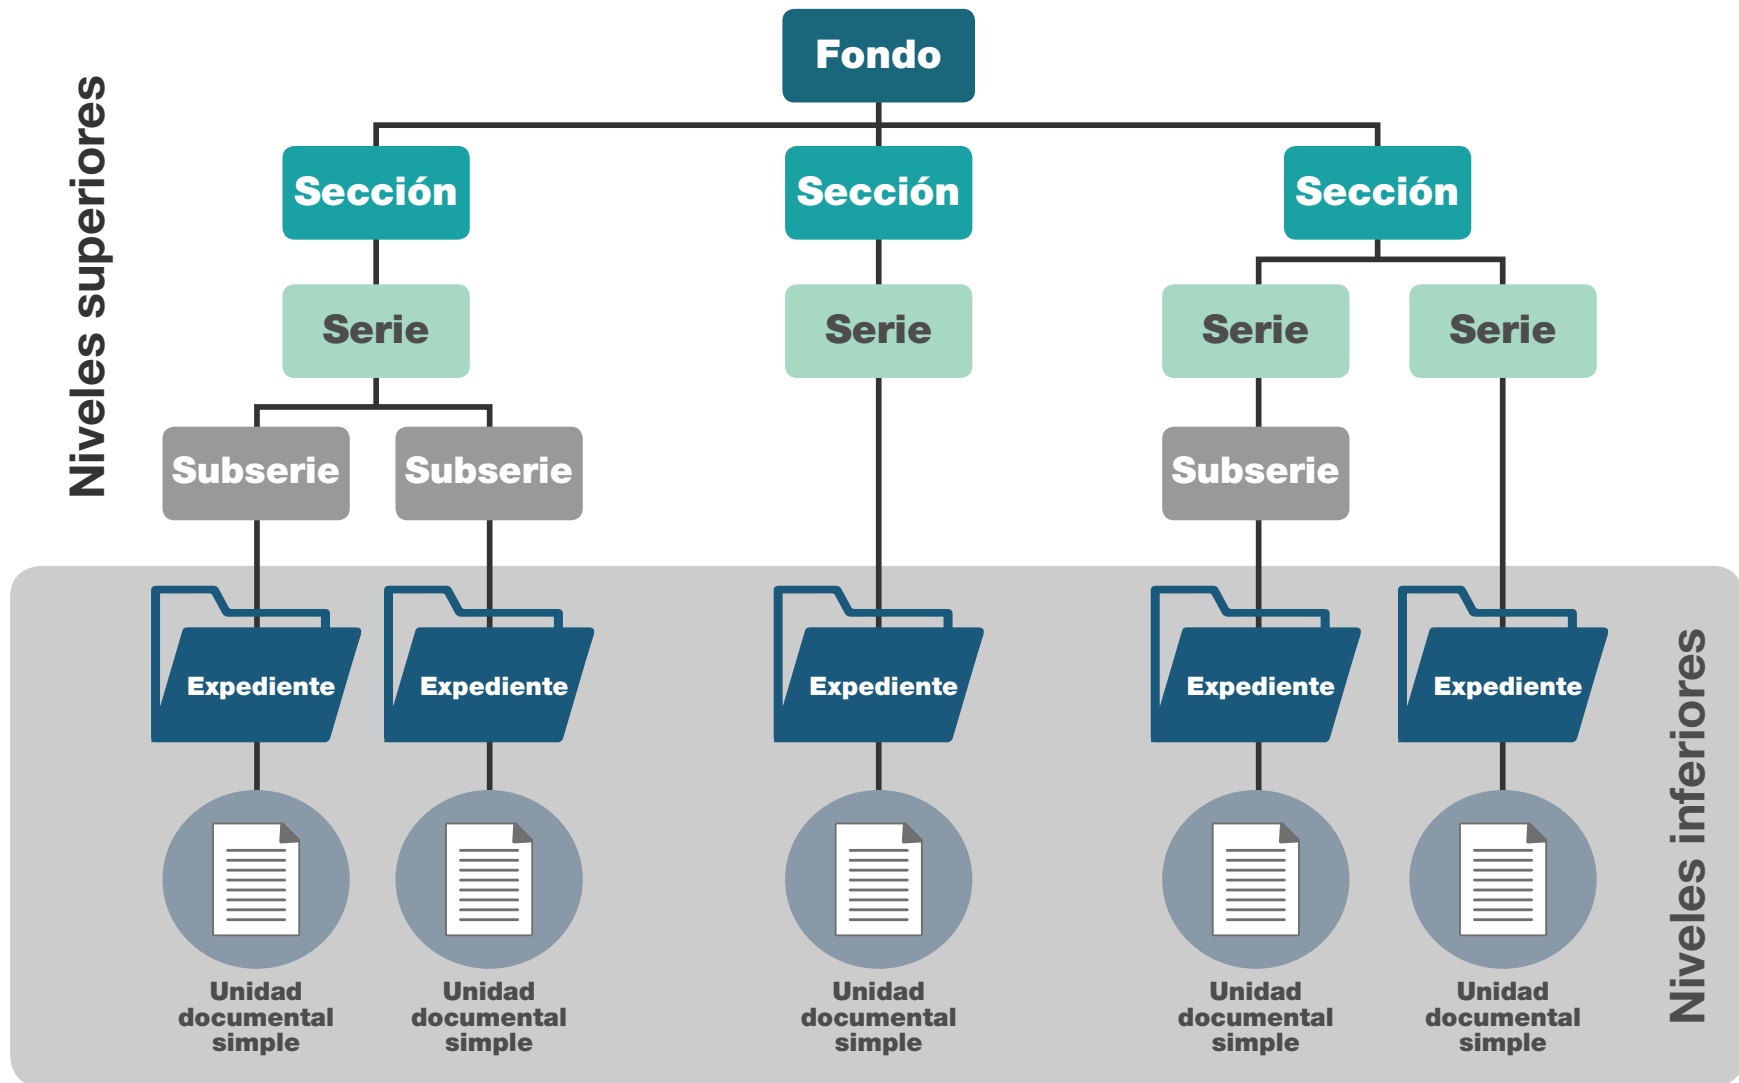 Fondo
Niveles superiores
Sección
Sección
Sección
Serie
Serie
Serie
Serie
Subserie
Subserie
Subserie
Expediente
Expediente
Expediente
Expediente
Expediente
Niveles inferiores
Unidad
documental
simple
Unidad
documental
simple
Unidad
documental
simple
Unidad
documental
simple
Unidad
documental
simple